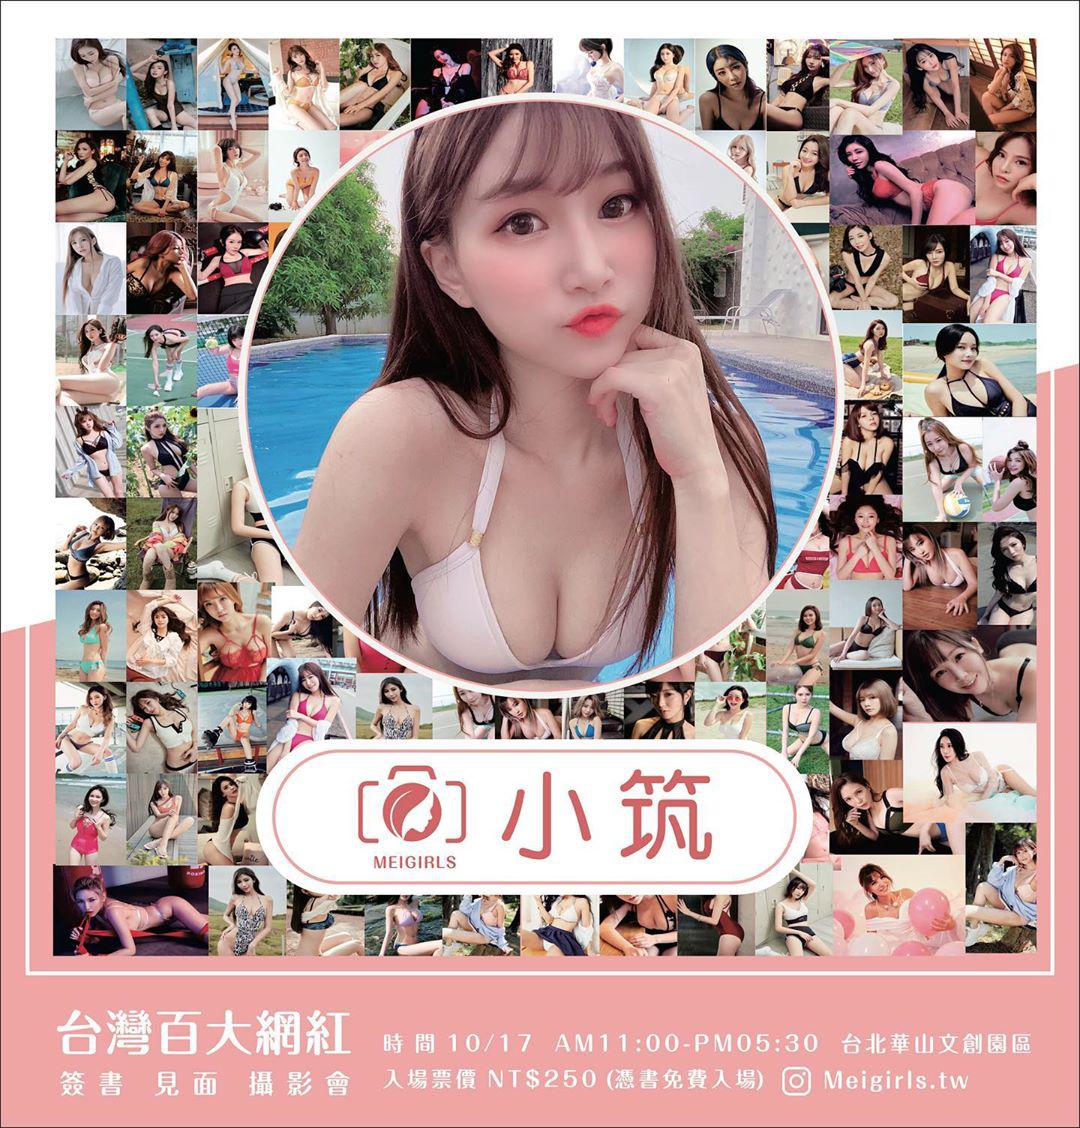 MEIGIRLS
小筑
台灣百大網紅
簽書 見面 攝影會
時間 10/17 AM11:00-PM05:30 台北華山文創園區
入場票價 NT$250 (憑書免費入場) Meigirls.tw